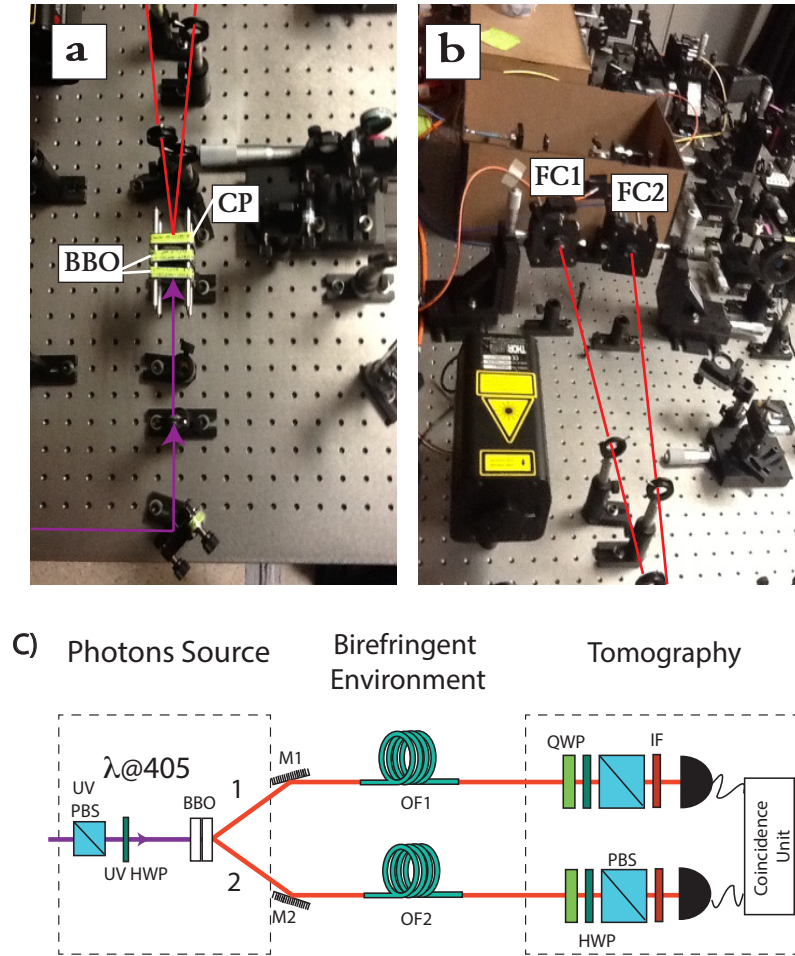 a
CP
BBO
b
FC1
FC2
THOR
C)
Photons Source
Birefringent
Environment
Tomography
λ@405
UV
PBS
UV HWP
BBO
1
2
M1
M2
OF1
OF2
QWP
IF
PBS
HWP
Coincidence
Unit